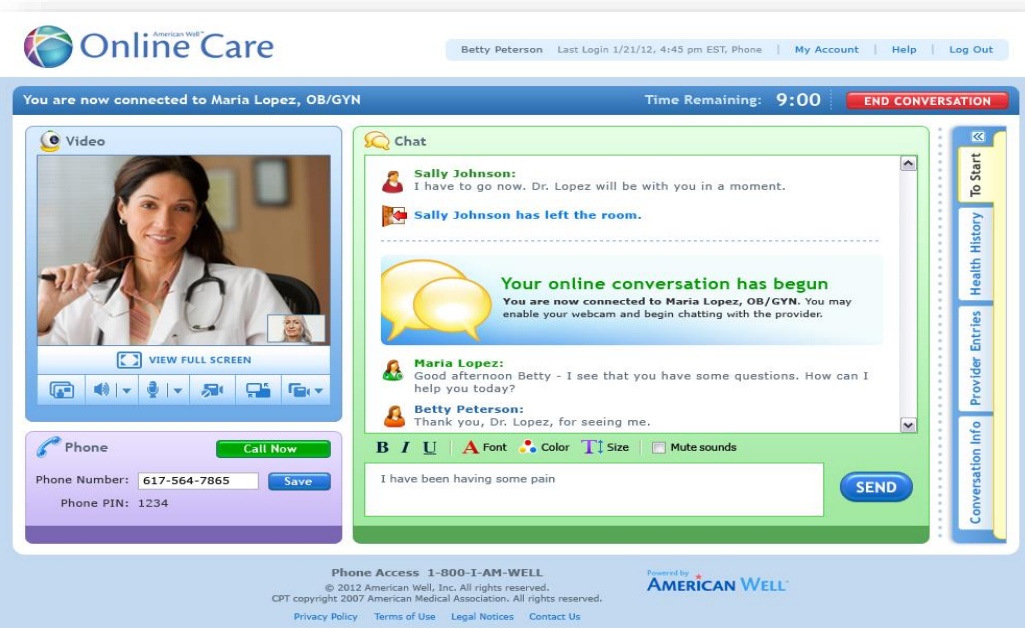 American Well™
Online Care
Betty Peterson Last Login 1/21/12, 4:45 pm EST, Phone | My Account | Help | Log Out
You are now connected to Maria Lopez, OB/GYN
Time Remaining: 9:00
END CONVERSATION
Video
VIEW FULL SCREEN
Phone
Call Now
Phone Number: 617-564-7865 Save
Phone PIN: 1234
Chat
Sally Johnson:
I have to go now. Dr. Lopez will be with you in a moment.
Sally Johnson has left the room.
Your online conversation has begun
You are now connected to Maria Lopez, OB/GYN. You may
enable your webcam and begin chatting with the provider.
Maria Lopez:
Good afternoon Betty - I see that you have some questions. How can I
help you today?
Betty Peterson:
Thank you, Dr. Lopez, for seeing me.
B I U | A Font Color T Size Mute sounds
I have been having some pain
SEND
To Start
Health History
Provider Entries
Conversation Info
Phone Access 1-800-I-AM-WELL
© 2012 American Well, Inc. All rights reserved.
CPT copyright 2007 American Medical Association. All rights reserved.
Privacy Policy Terms of Use Legal Notices Contact Us
Powered by
AMERICAN WELL